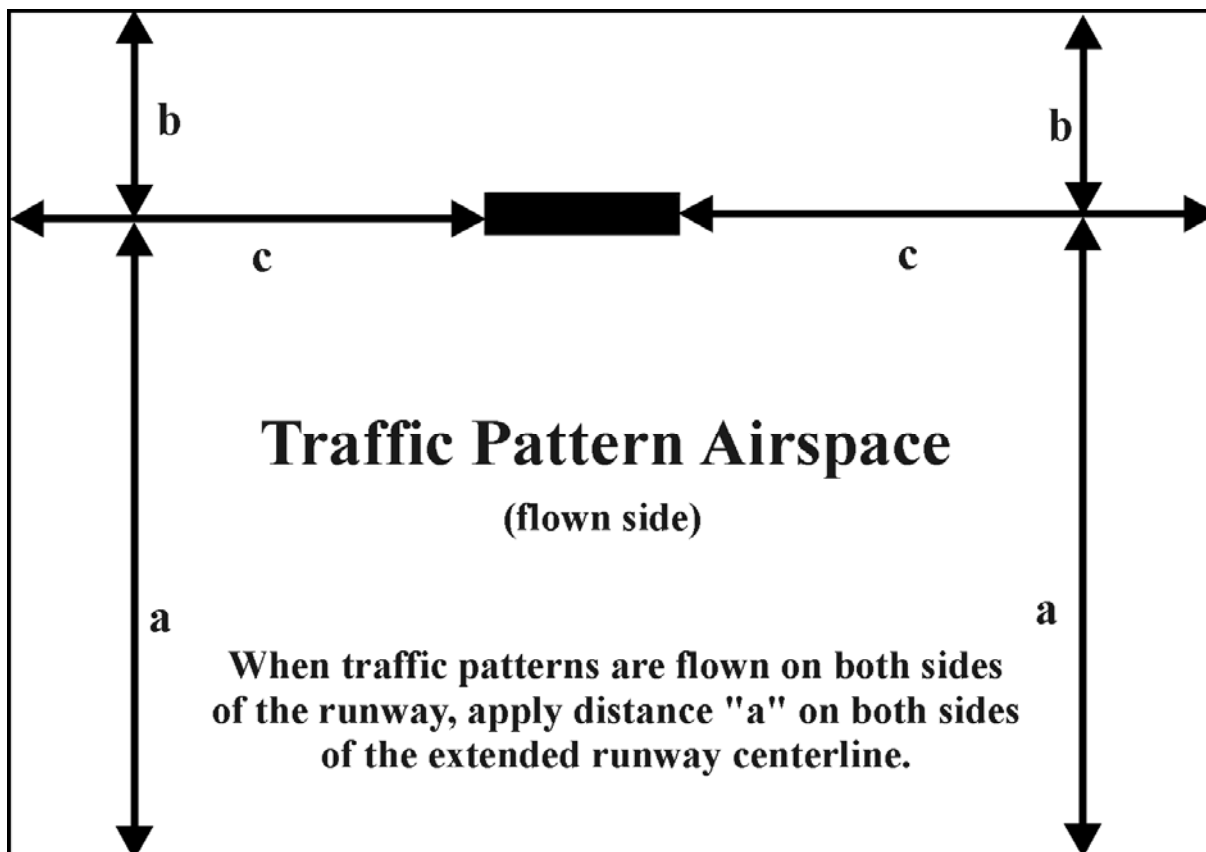 b
b
c
c
Traffic Pattern Airspace
(flown side)
a
a
When traffic patterns are flown on both sides
of the runway, apply distance "a" on both sides
of the extended runway centerline.